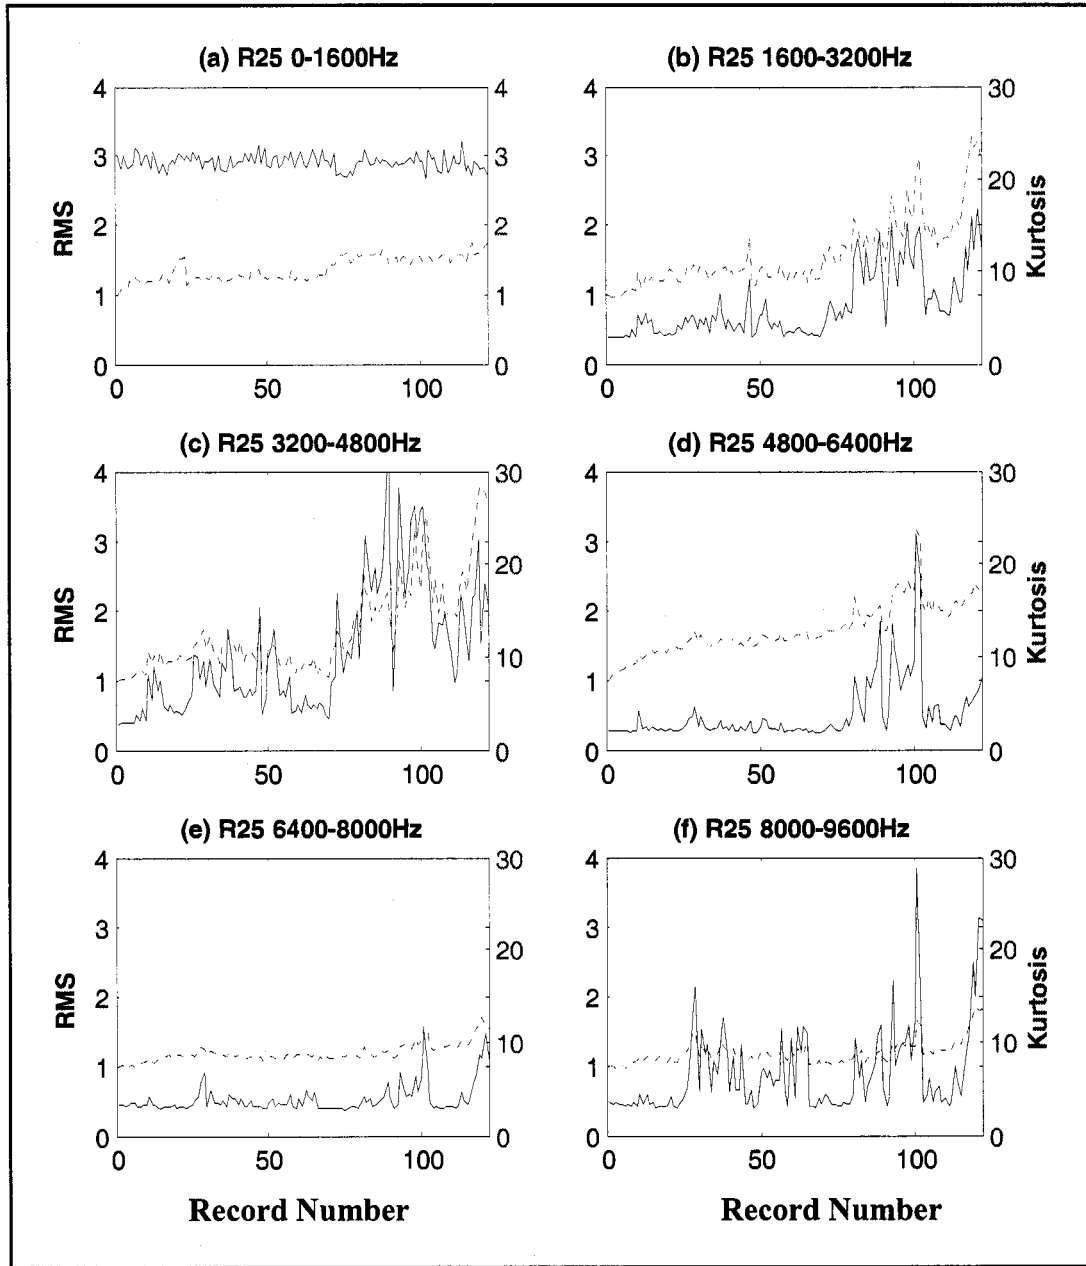 (a) R25 0-1600Hz
(b) R25 1600-3200Hz
4 3 2 1 0
RMS
4 3 2 1 0
0 50 100
4 3 2 1 0
30 20 10 0
Kurtosis
0 50 100
(c) R25 3200-4800Hz
(d) R25 4800-6400Hz
4 3 2 1 0
RMS
30 20 10 0
0 50 100
4 3 2 1 0
30 20 10 0
Kurtosis
0 50 100
(e) R25 6400-8000Hz
(f) R25 8000-9600Hz
4 3 2 1 0
RMS
30 20 10 0
0 50 100
4 3 2 1 0
30 20 10 0
Kurtosis
0 50 100
Record Number
Record Number